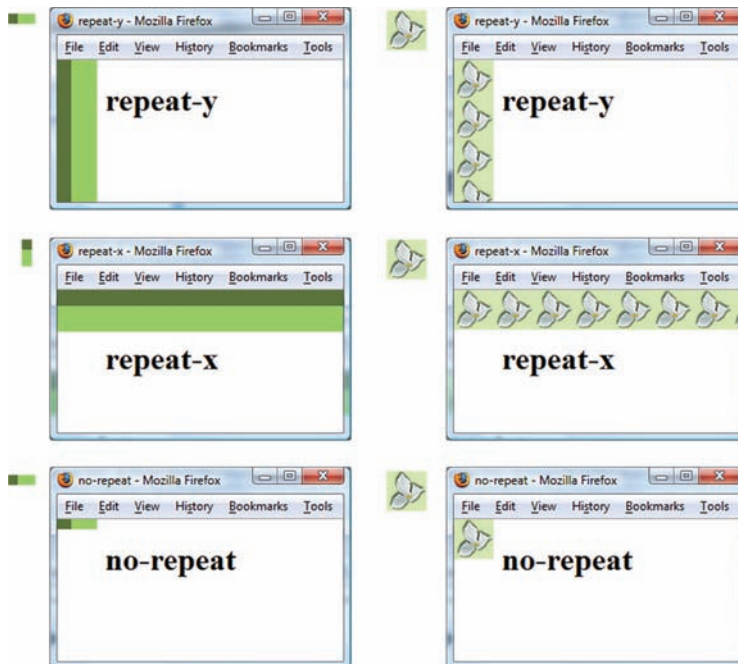 repeat-y - Mozilla Firefox
File Edit View History Bookmarks Tools
repeat-y
repeat-y - Mozilla Firefox
File Edit View History Bookmarks Tools
repeat-y
repeat-x - Mozilla Firefox
File Edit View History Bookmarks Tools
repeat-x
repeat-x - Mozilla Firefox
File Edit View History Bookmarks Tools
repeat-x
no-repeat - Mozilla Firefox
File Edit View History Bookmarks Tools
no-repeat
no-repeat - Mozilla Firefox
File Edit View History Bookmarks Tools
no-repeat